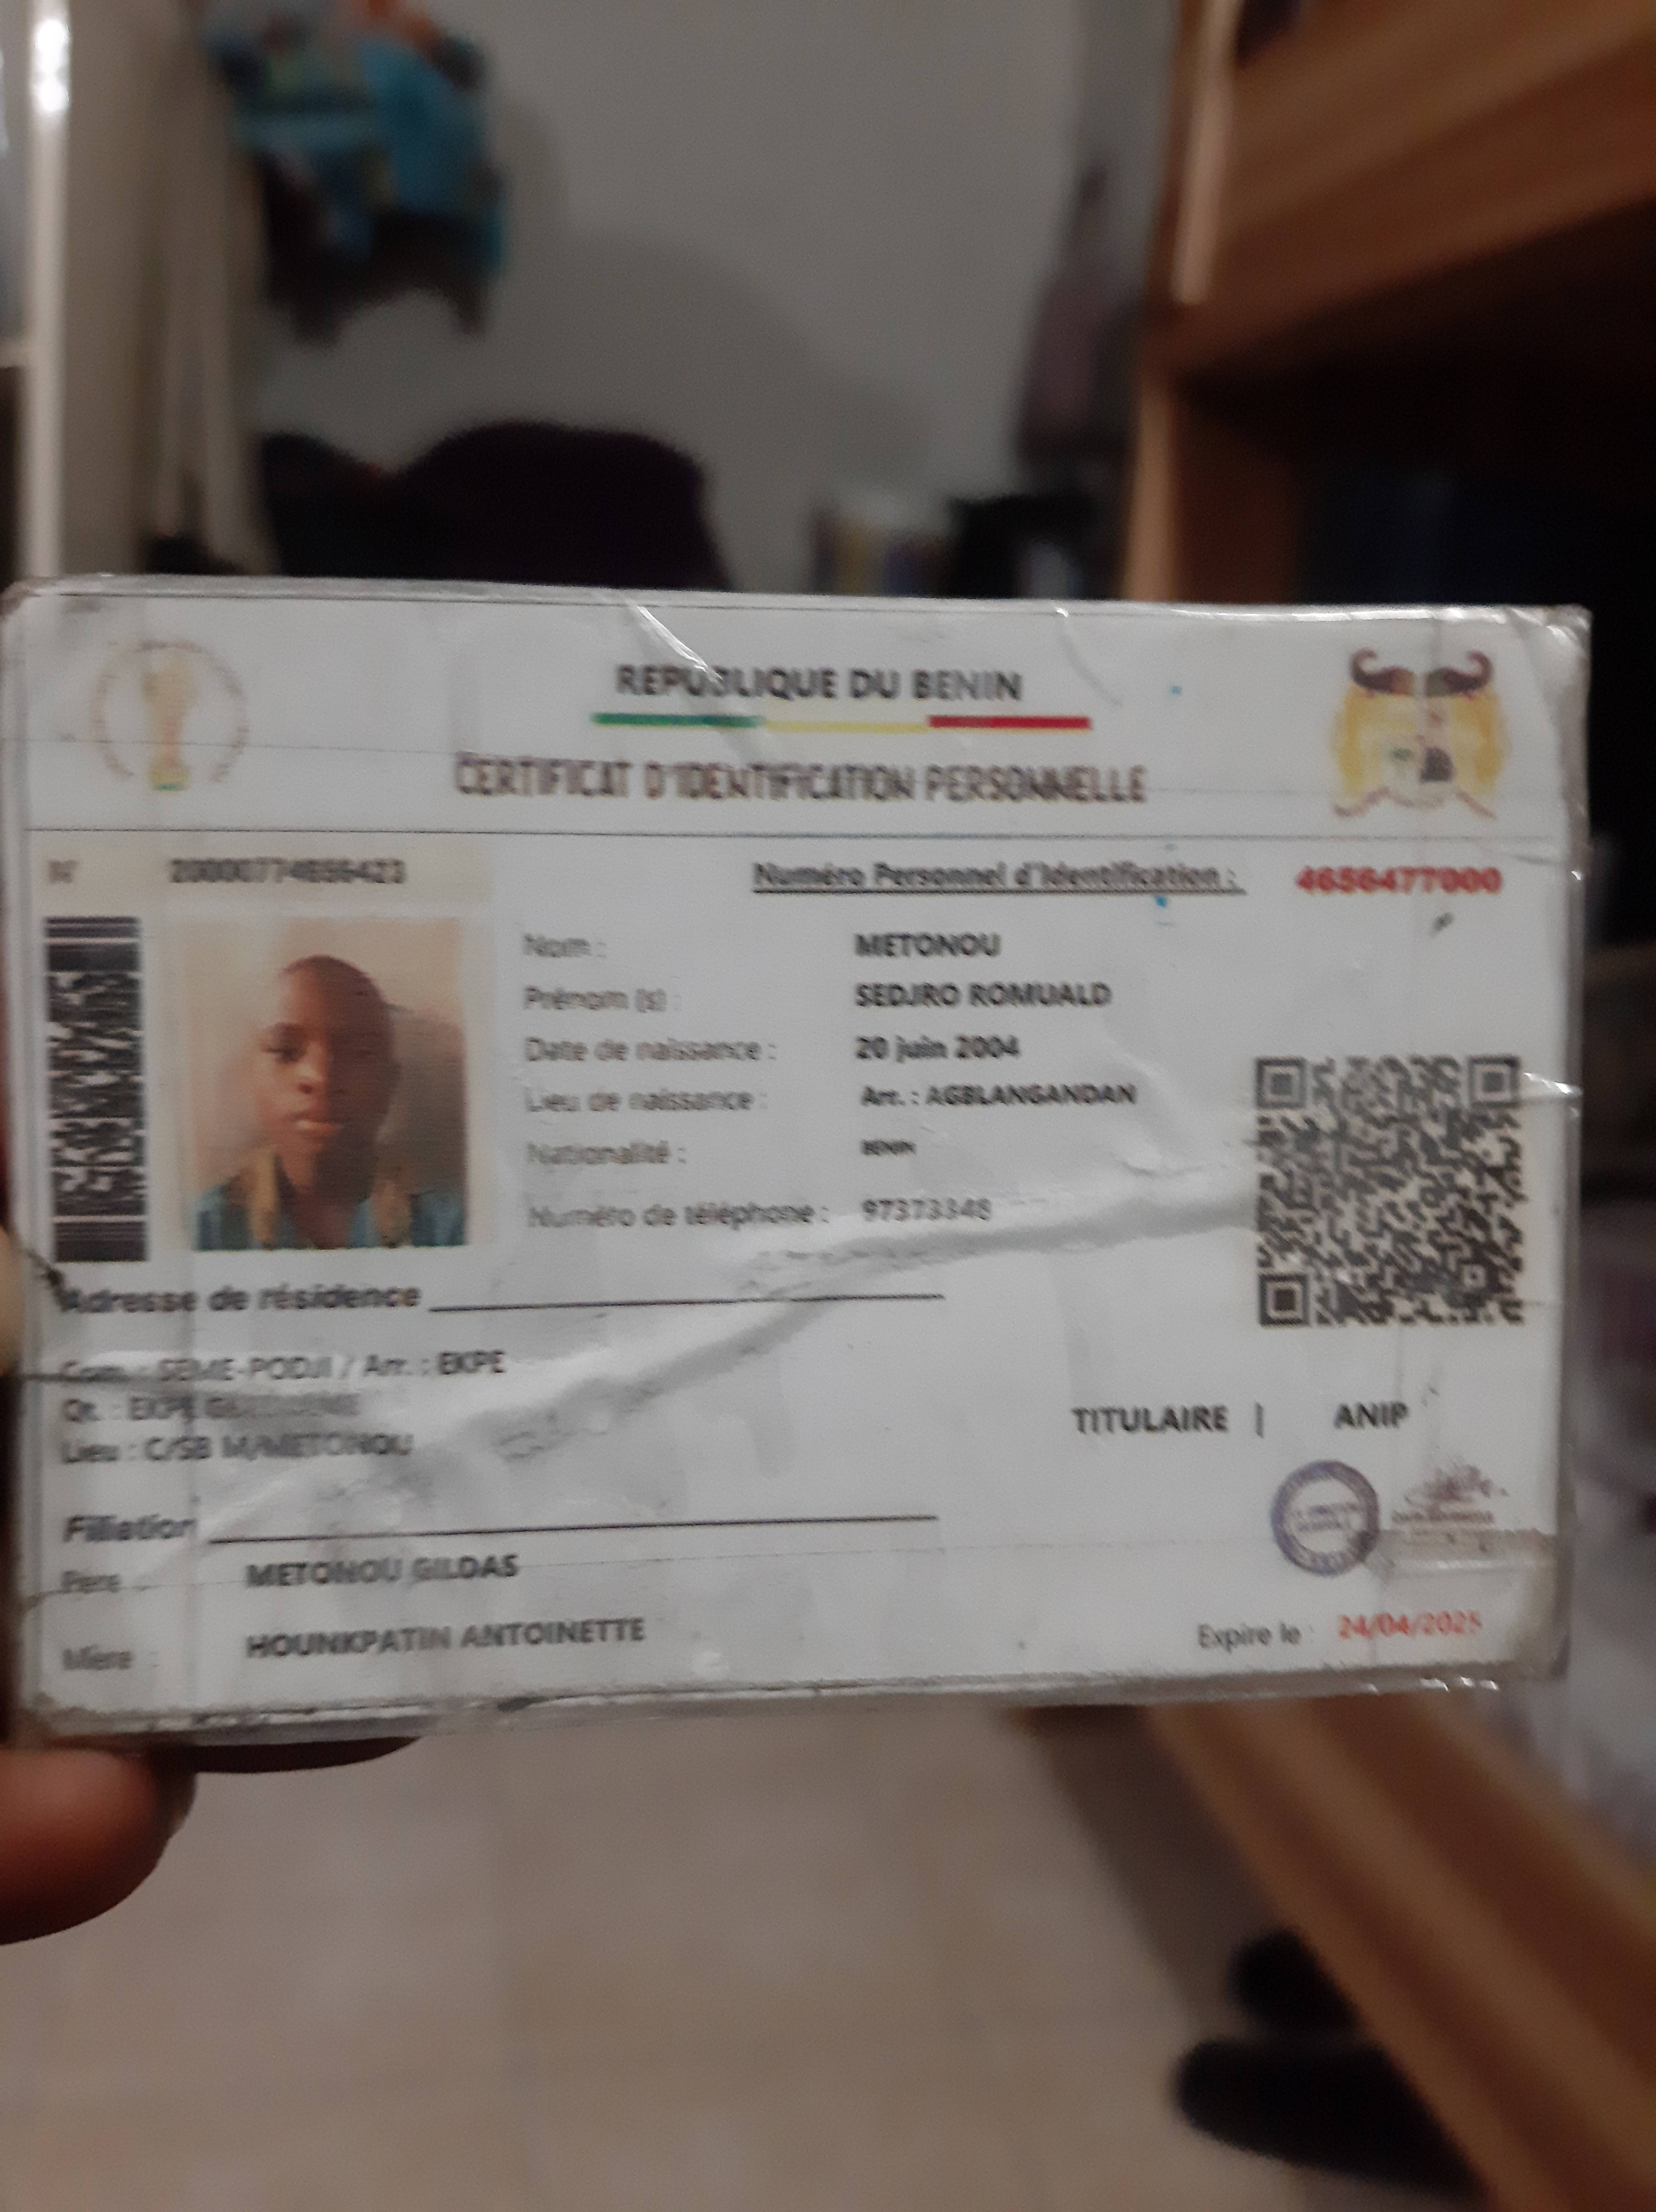 REPUBLIQUE DU BENIN
CERTIFICAT D'IDENTIFICATION PERSONNELLE
N°
Numéro Personnel d'Identification : 4656477000
Nom : METONOU
Prénom (s) : SEDJRO ROMUALD
Date de naissance : 20 juin 2004
Lieu de naissance : Arr. : AGBLANGANDAN
Nationalité : BENIN
Numéro de téléphone : 97373348
Adresse de résidence
Com. : SEME-PODJI / Arr. : EKPE
Qt. : EKPE
Lieu : C/SB M/METONOU
TITULAIRE | ANIP
Filiation
Père : METONOU GILDAS
Mère : HOUNKPATIN ANTOINETTE
Expire le : 24/04/2025